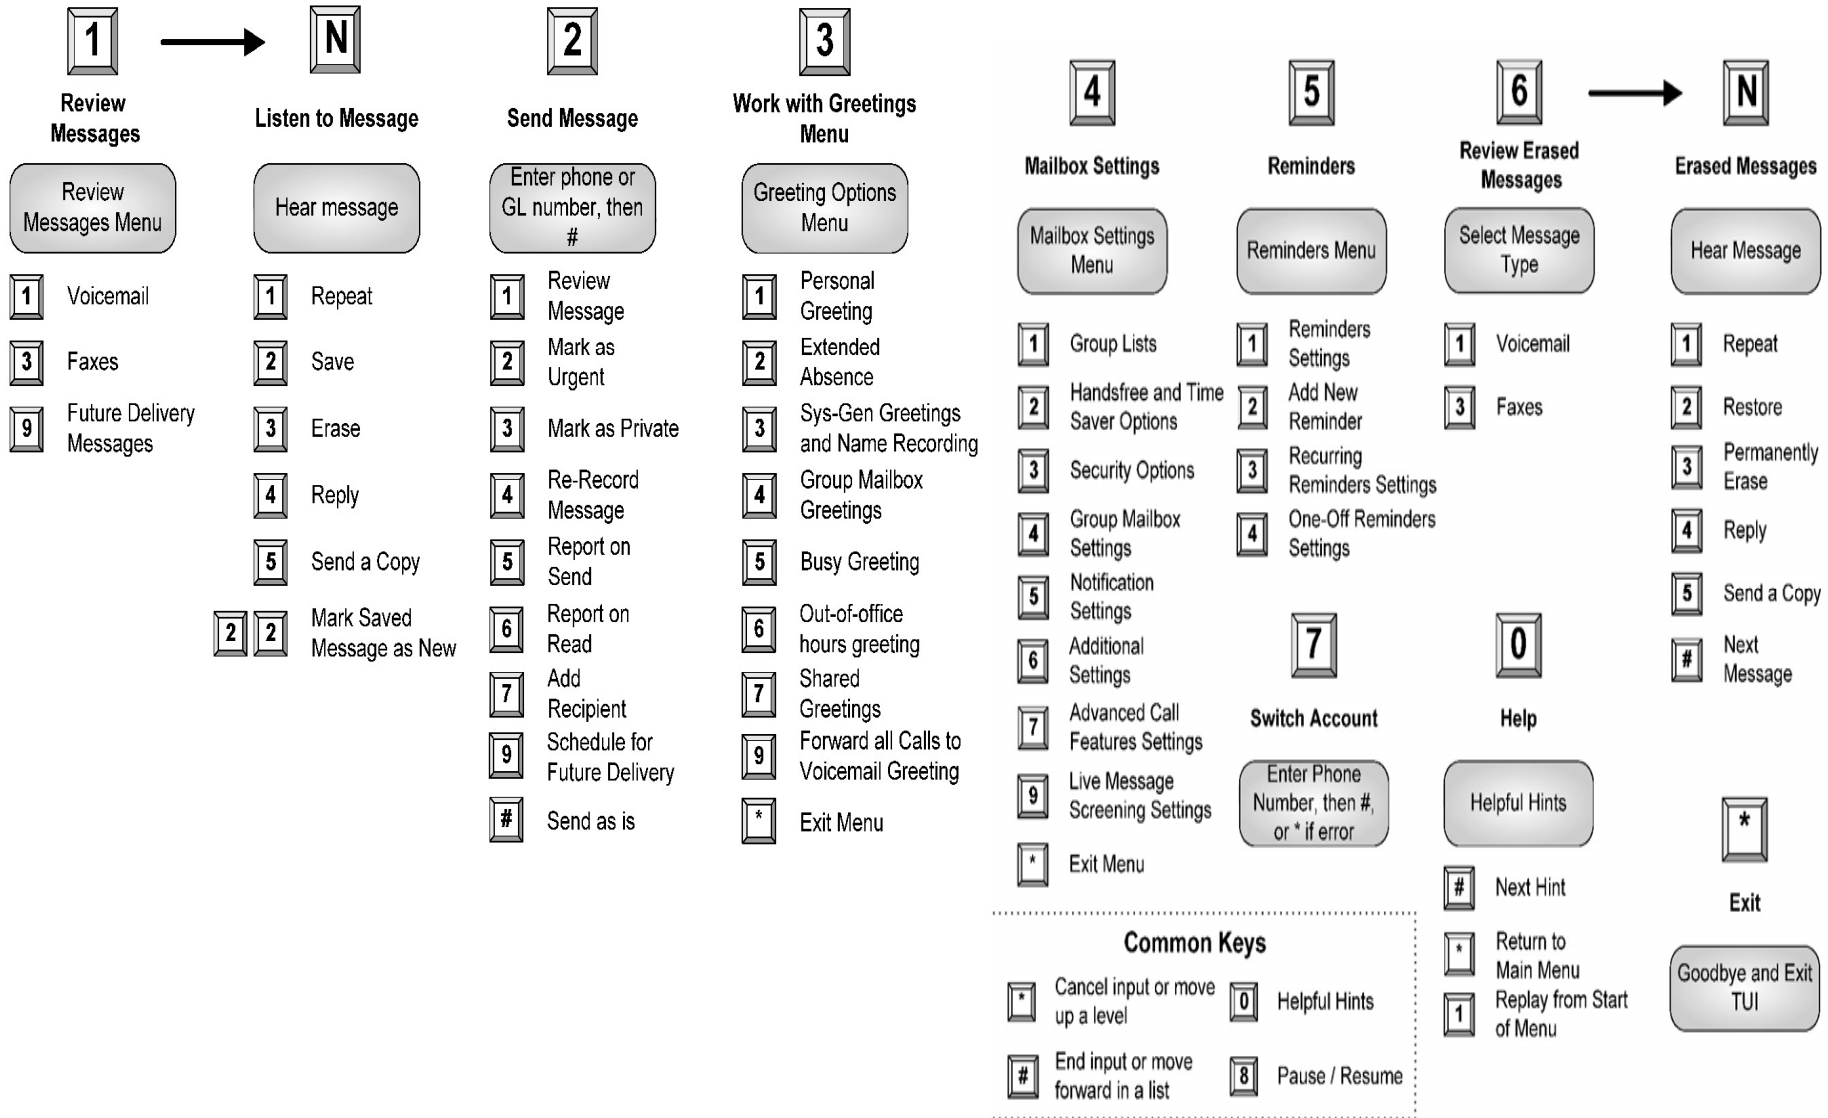 1
Review
Messages
Review
Messages Menu
1 Voicemail
3 Faxes
9 Future Delivery
Messages
N
Listen to Message
Hear message
1 Repeat
2 Save
3 Erase
4 Reply
5 Send a Copy
2 2 Mark Saved
Message as New
2
Send Message
Enter phone or
GL number, then
#
1 Review
Message
2 Mark as
Urgent
3 Mark as Private
4 Re-Record
Message
5 Report on
Send
6 Report on
Read
7 Add
Recipient
9 Schedule for
Future Delivery
# Send as is
3
Work with Greetings
Menu
Greeting Options
Menu
1 Personal
Greeting
2 Extended
Absence
3 Sys-Gen Greetings
and Name Recording
4 Group Mailbox
Greetings
5 Busy Greeting
6 Out-of-office
hours greeting
7 Shared
Greetings
9 Forward all Calls to
Voicemail Greeting
* Exit Menu
4
Mailbox Settings
Mailbox Settings
Menu
1 Group Lists
2 Handsfree and Time
Saver Options
3 Security Options
4 Group Mailbox
Settings
5 Notification
Settings
6 Additional
Settings
7 Advanced Call
Features Settings
9 Live Message
Screening Settings
* Exit Menu
5
Reminders
Reminders Menu
1 Reminders
Settings
2 Add New
Reminder
3 Recurring
Reminders Settings
4 One-Off Reminders
Settings
6
Review Erased
Messages
Select Message
Type
1 Voicemail
3 Faxes
N
Erased Messages
Hear Message
1 Repeat
2 Restore
3 Permanently
Erase
4 Reply
5 Send a Copy
# Next
Message
7
Switch Account
Enter Phone
Number, then #,
or * if error
0
Help
Helpful Hints
# Next Hint
* Return to
Main Menu
1 Replay from Start
of Menu
*
Exit
Goodbye and Exit
TUI
Common Keys
* Cancel input or move
up a level
0 Helpful Hints
# End input or move
forward in a list
8 Pause / Resume